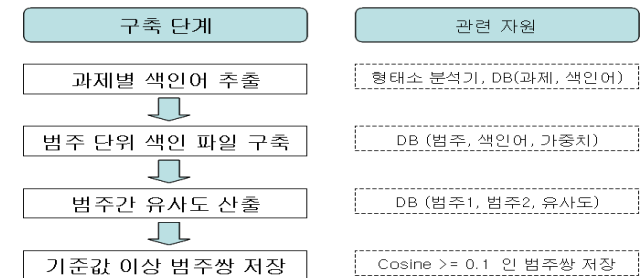 구축 단계
관련 자원
과제별 색인어 추출
형태소 분석기, DB(과제, 색인어)
범주 단위 색인 파일 구축
DB (범주, 색인어, 가중치)
범주간 유사도 산출
DB (범주1, 범주2, 유사도)
기준값 이상 범주쌍 저장
Cosine >= 0.1 인 범주쌍 저장